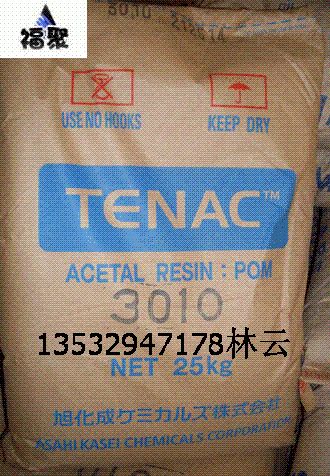 福聚
USE NO HOOKS
KEEP DRY
TENAC™
ACETAL RESIN : POM
3010
13532947178林云
NET 25kg
旭化成ケミカルズ株式会社
ASAHI KASEI CHEMICALS CORPORATION